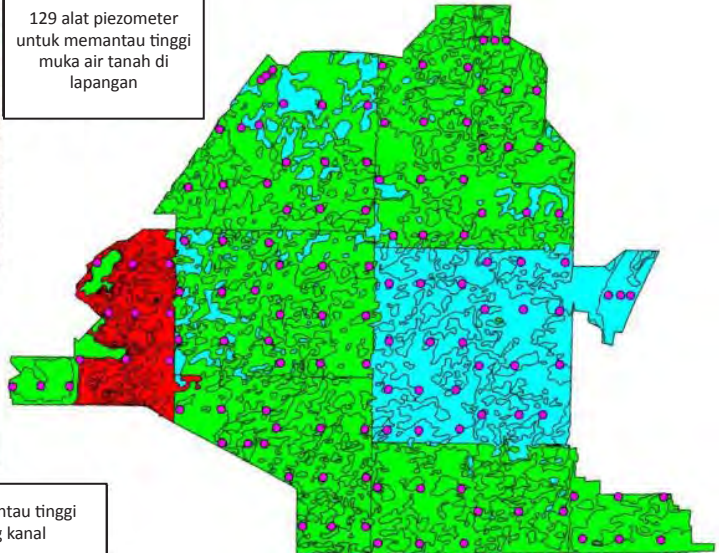 129 alat piezometer
untuk memantau tinggi
muka air tanah di
lapangan
ntau tinggi
g kanal